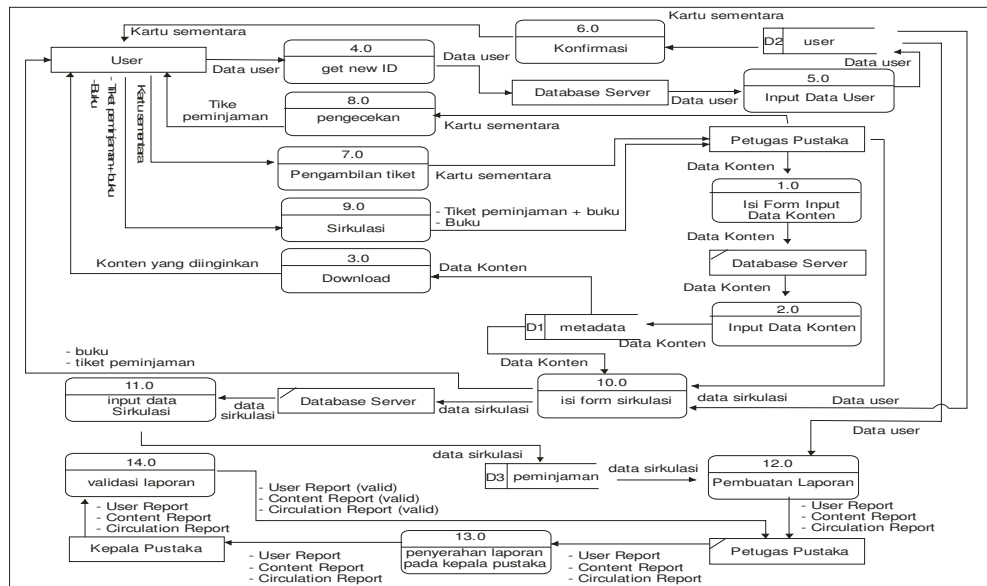 Kartu sementara
Kartu sementara
6.0
Konfirmasi
D2 user
User
Data user
4.0
get new ID
Data user
Database Server
Data user
5.0
Input Data User
Data user
Tike
peminjaman
8.0
pengecekan
Kartu sementara
Petugas Pustaka
Kartu sementara
- Tiket peminjaman+buku
- Buku
7.0
Pengambilan tiket
Kartu sementara
Data Konten
1.0
Isi Form Input
Data Konten
9.0
Sirkulasi
- Tiket peminjaman + buku
- Buku
Data Konten
Database Server
Data Konten
Konten yang diinginkan
3.0
Download
Data Konten
2.0
Input Data Konten
Data Konten
D1 metadata
Data Konten
- buku
- tiket peminjaman
11.0
input data
Sirkulasi
data sirkulasi
Database Server
data sirkulasi
10.0
isi form sirkulasi
data sirkulasi
Data user
Data user
data sirkulasi
D3 peminjaman
data sirkulasi
12.0
Pembuatan Laporan
14.0
validasi laporan
- User Report (valid)
- Content Report (valid)
- Circulation Report (valid)
- User Report
- Content Report
- Circulation Report
- User Report
- Content Report
- Circulation Report
Kepala Pustaka
- User Report
- Content Report
- Circulation Report
13.0
penyerahan laporan
pada kepala pustaka
- User Report
- Content Report
- Circulation Report
Petugas Pustaka